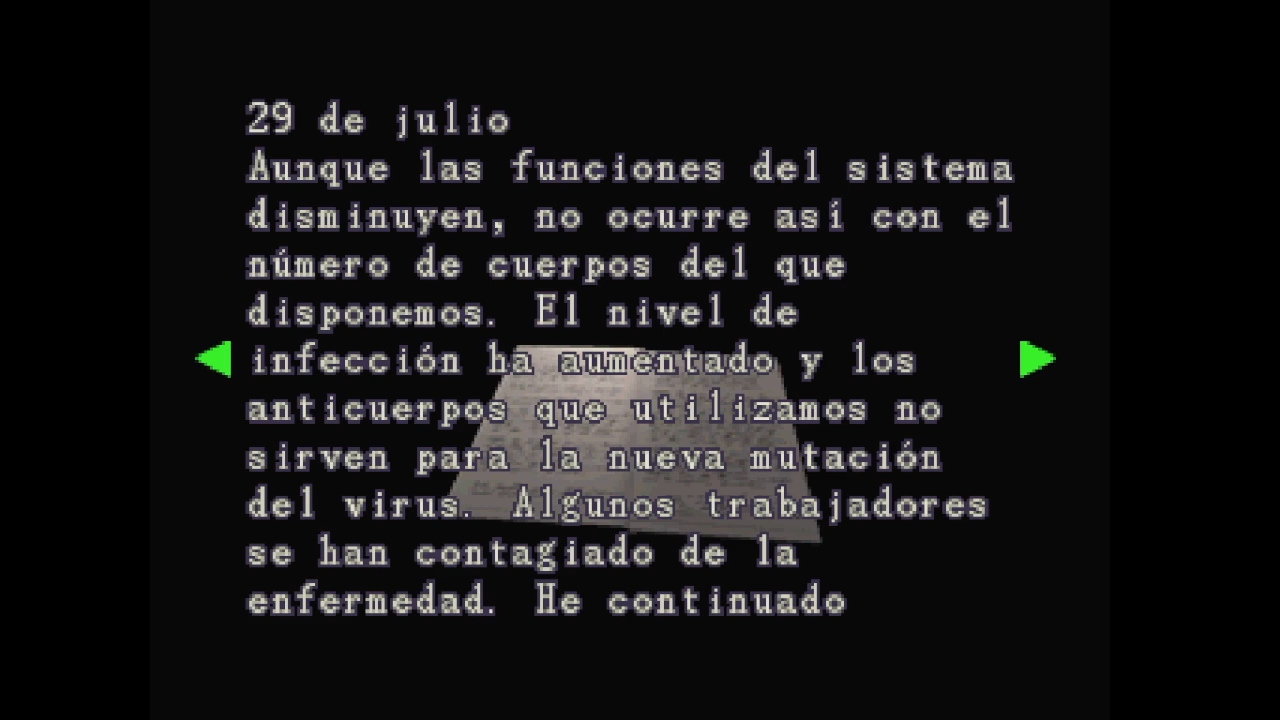 29 de julio
Aunque las funciones del sistema
disminuyen, no ocurre así con el
número de cuerpos del que
disponemos. El nivel de
infección ha aumentado y los
anticuerpos que utilizamos no
sirven para la nueva mutación
del virus. Algunos trabajadores
se han contagiado de la
enfermedad. He continuado